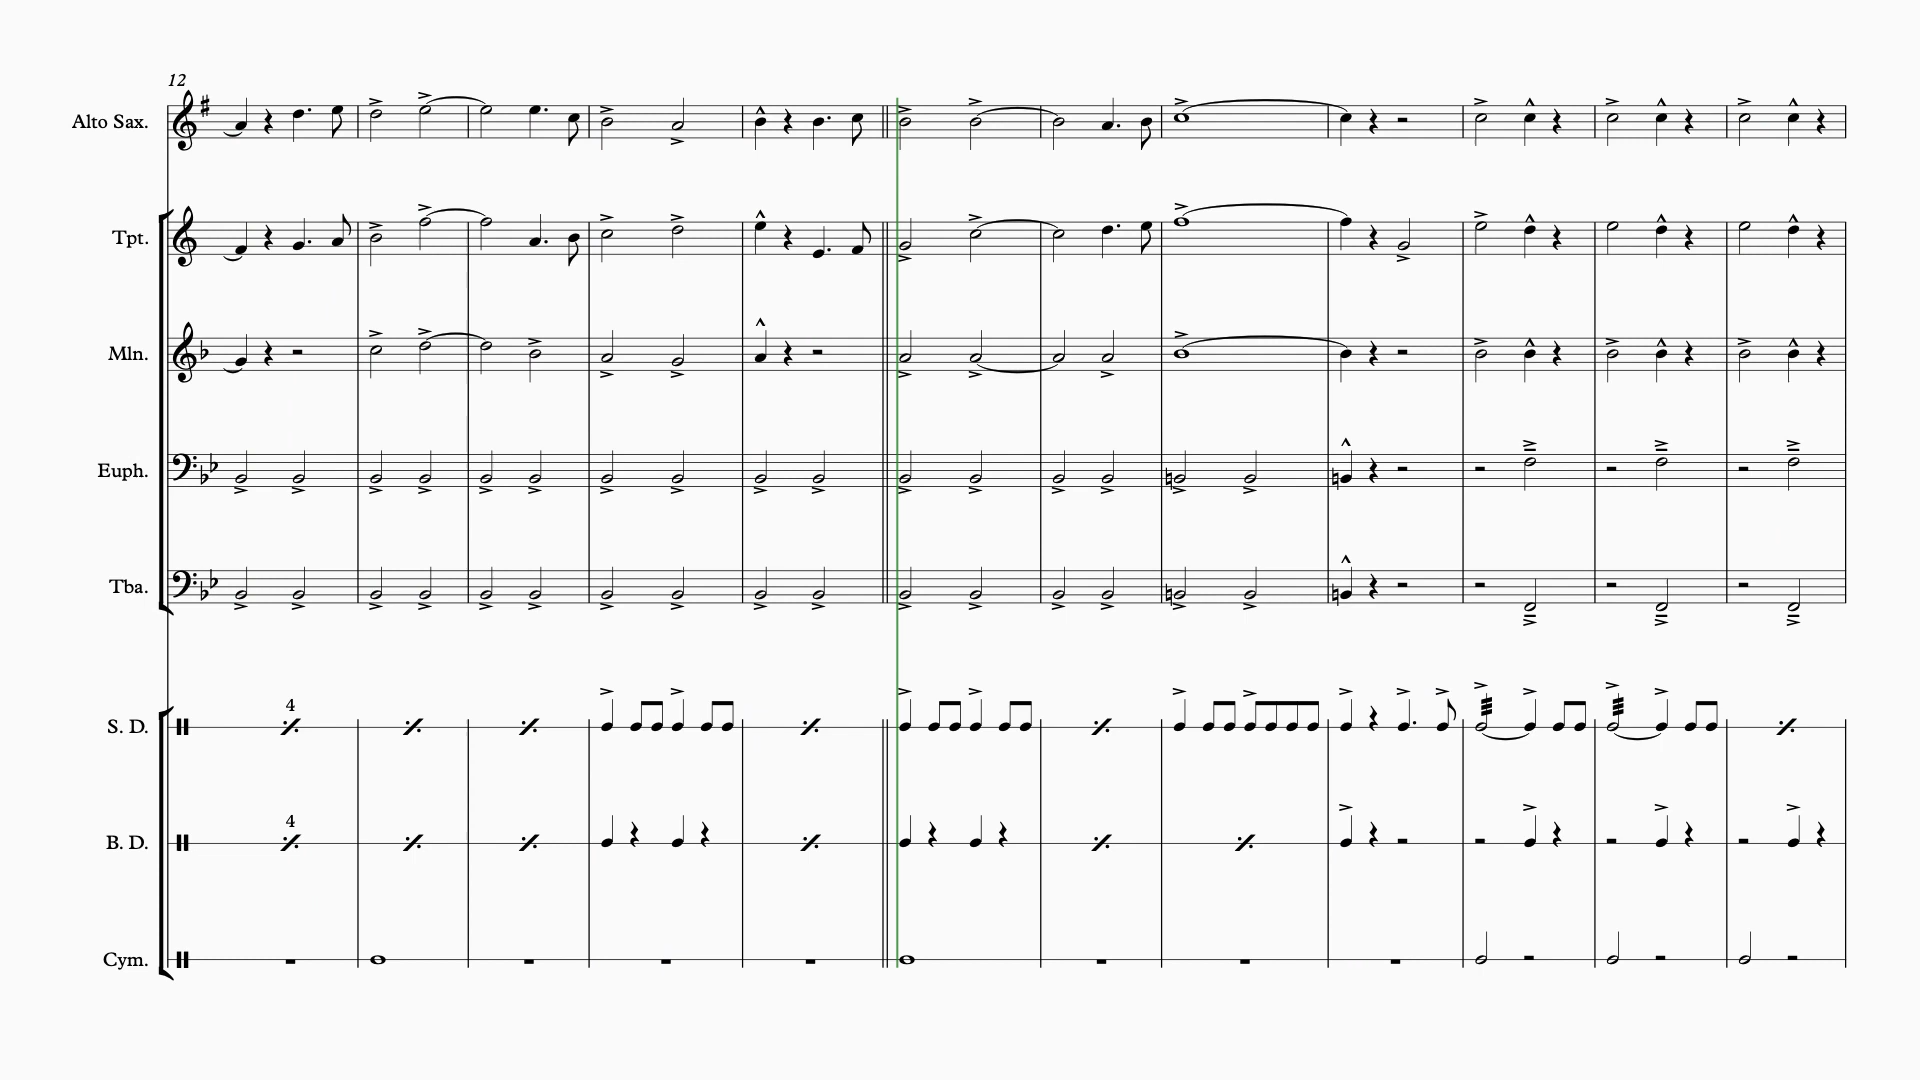 12
Alto Sax.
Tpt.
Mln.
Euph.
Tba.
4
S. D.
4
B. D.
Cym.